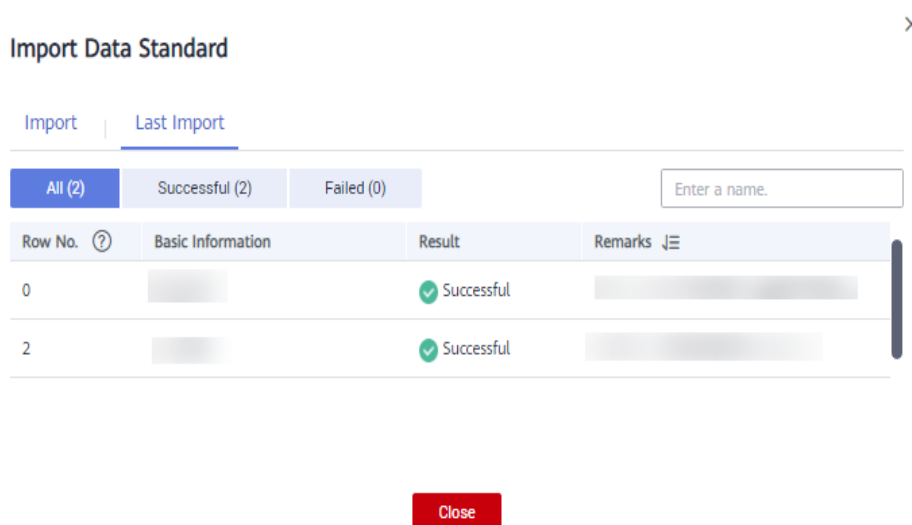 Import Data Standard
Import Last Import
All (2) Successful (2) Failed (0) Enter a name.
Row No. ? Basic Information Result Remarks
0 Successful
2 Successful
Close